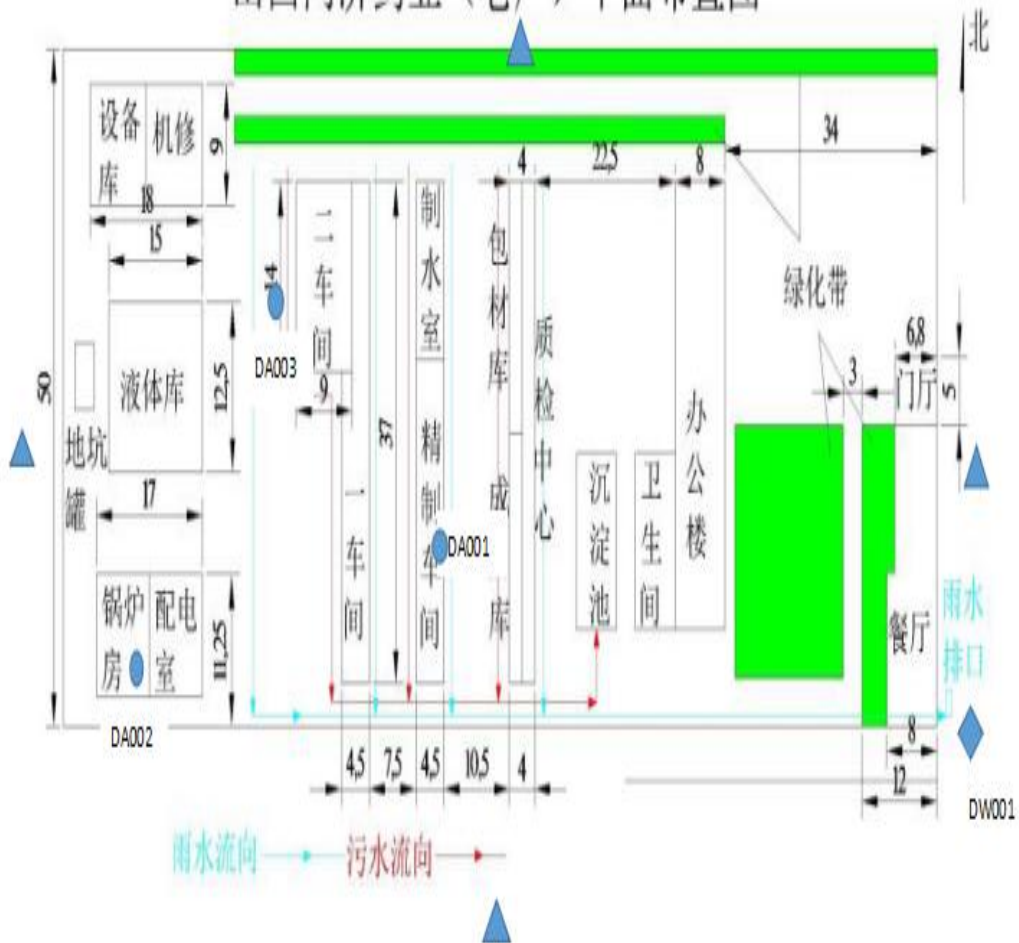 北
设备库
机修
9
18
15
34
4
22,5
8
14
二车间
制水室
包材库
质检中心
绿化带
6,8
门厅
3
5
DA003
50
液体库
12,5
地坑罐
9
37
办公楼
17
一车间
精制车间
DA001
成
库
沉淀池
卫生间
锅炉房
配电室
11,25
餐厅
雨水排口
DA002
4,5
7,5
4,5
10,5
4
8
12
DW001
雨水流向
污水流向